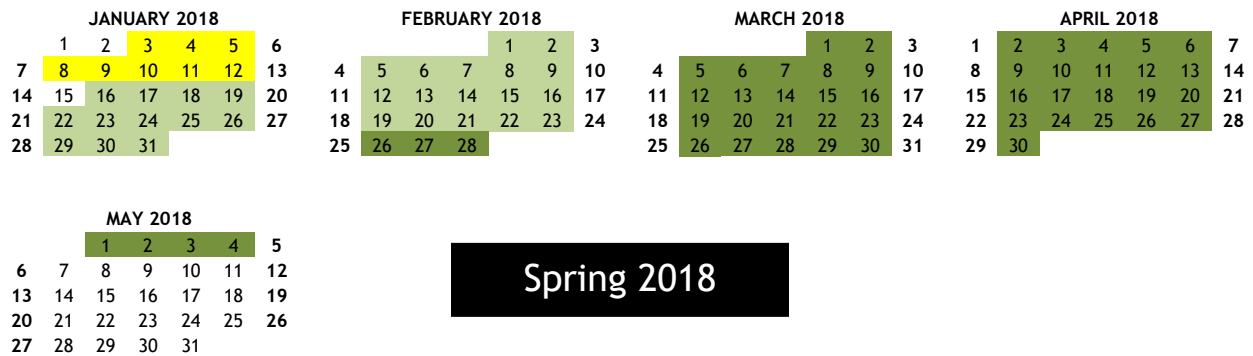 JANUARY 2018
1 2 3 4 5 6
7 8 9 10 11 12 13
14 15 16 17 18 19 20
21 22 23 24 25 26 27
28 29 30 31
FEBRUARY 2018
1 2 3
4 5 6 7 8 9 10
11 12 13 14 15 16 17
18 19 20 21 22 23 24
25 26 27 28
MARCH 2018
1 2 3
4 5 6 7 8 9 10
11 12 13 14 15 16 17
18 19 20 21 22 23 24
25 26 27 28 29 30 31
APRIL 2018
1 2 3 4 5 6 7
8 9 10 11 12 13 14
15 16 17 18 19 20 21
22 23 24 25 26 27 28
29 30
MAY 2018
1 2 3 4 5
6 7 8 9 10 11 12
13 14 15 16 17 18 19
20 21 22 23 24 25 26
27 28 29 30 31
Spring 2018